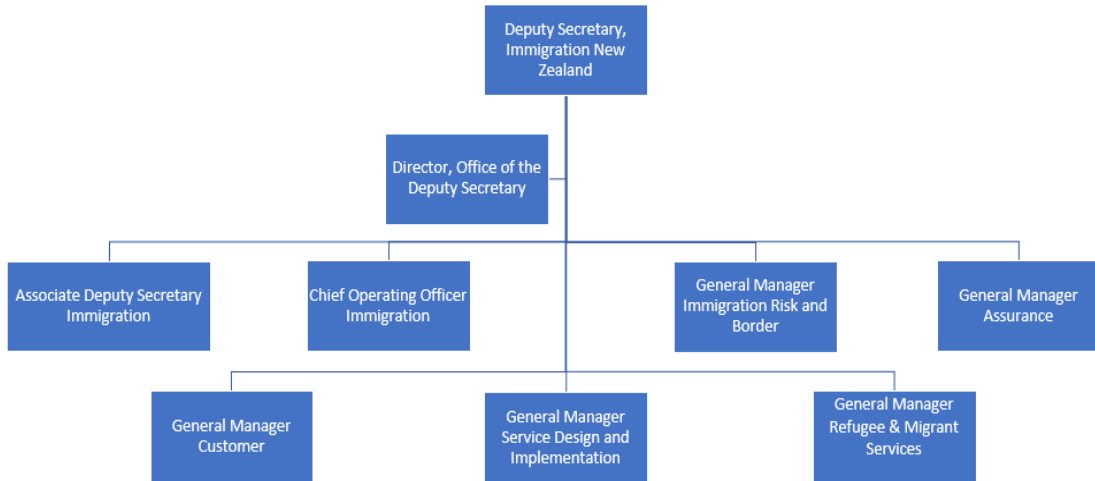 Deputy Secretary,
Immigration New
Zealand
Director, Office of the
Deputy Secretary
Associate Deputy Secretary
Immigration
Chief Operating Officer
Immigration
General Manager
Immigration Risk and
Border
General Manager
Assurance
General Manager
Customer
General Manager
Service Design and
Implementation
General Manager
Refugee & Migrant
Services